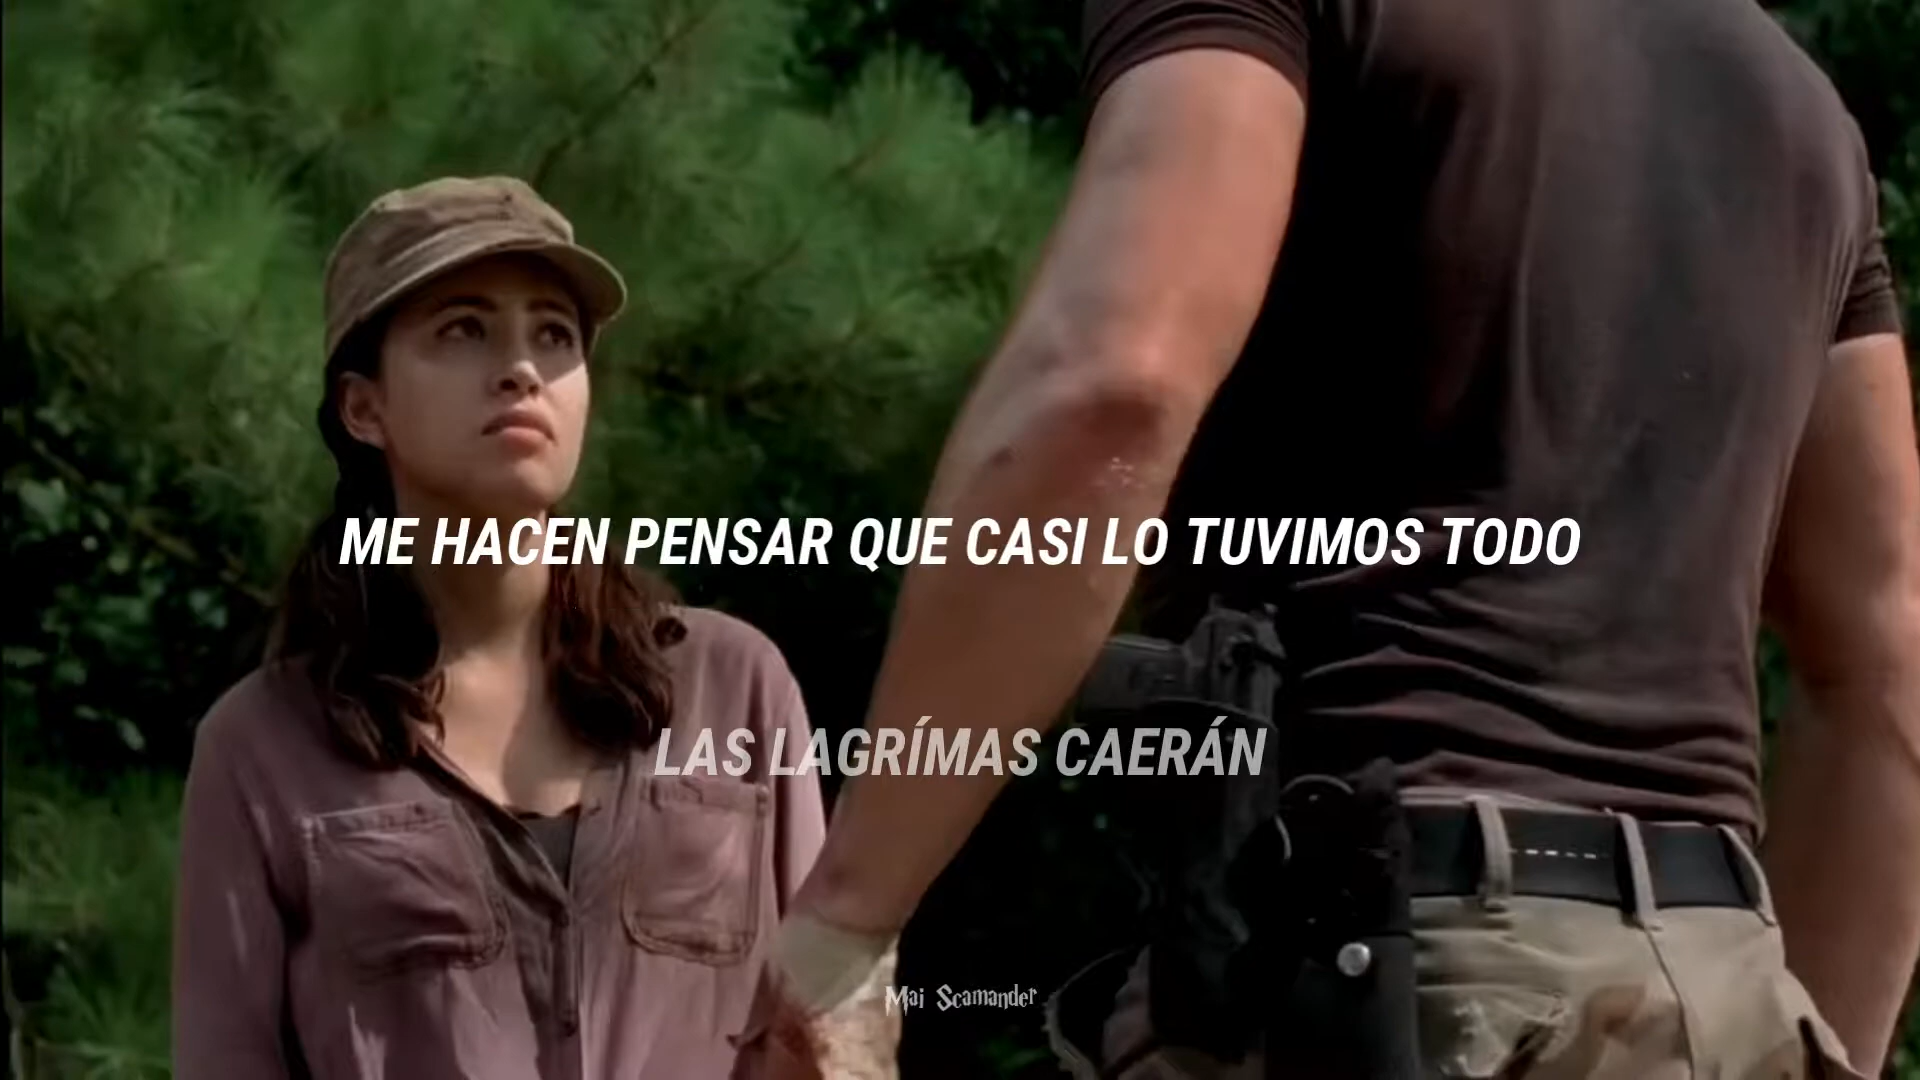 ME HACEN PENSAR QUE CASI LO TUVIMOS TODO
LAS LAGRÍMAS CAERÁN
Mai Scamander